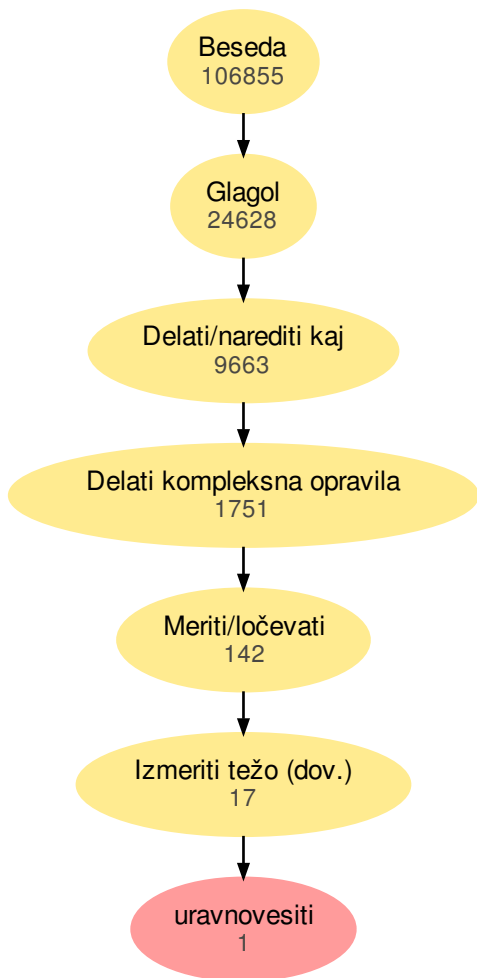 Beseda
106855
Glagol
24628
Delati/narediti kaj
9663
Delati kompleksna opravila
1751
Meriti/ločevati
142
Izmeriti težo (dov.)
17
uravnovesiti
1